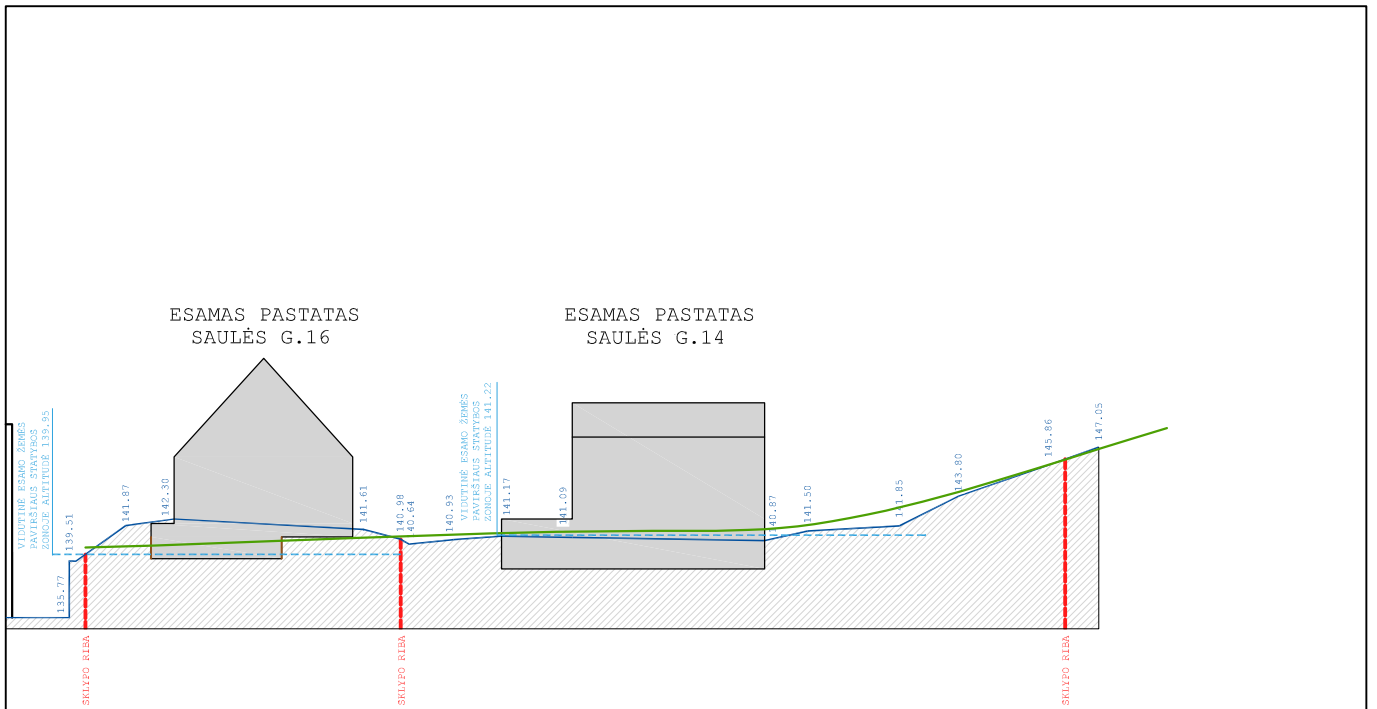 ESAMAS PASTATAS
SAULĖS G.16
ESAMAS PASTATAS
SAULĖS G.14
VIDUTINĖ ESAMO ŽEMĖS
PAVIRŠIAUS STATYBOS
ZONOJE ALTITUDĖ 139.95
VIDUTINĖ ESAMO ŽEMĖS
PAVIRŠIAUS STATYBOS
ZONOJE ALTITUDĖ 141.22
135.77
139.51
141.87
142.30
141.61
140.98
40.64
140.93
141.17
141.09
140.87
141.50
141.85
143.80
145.86
147.05
SKLYPO RIBA
SKLYPO RIBA
SKLYPO RIBA